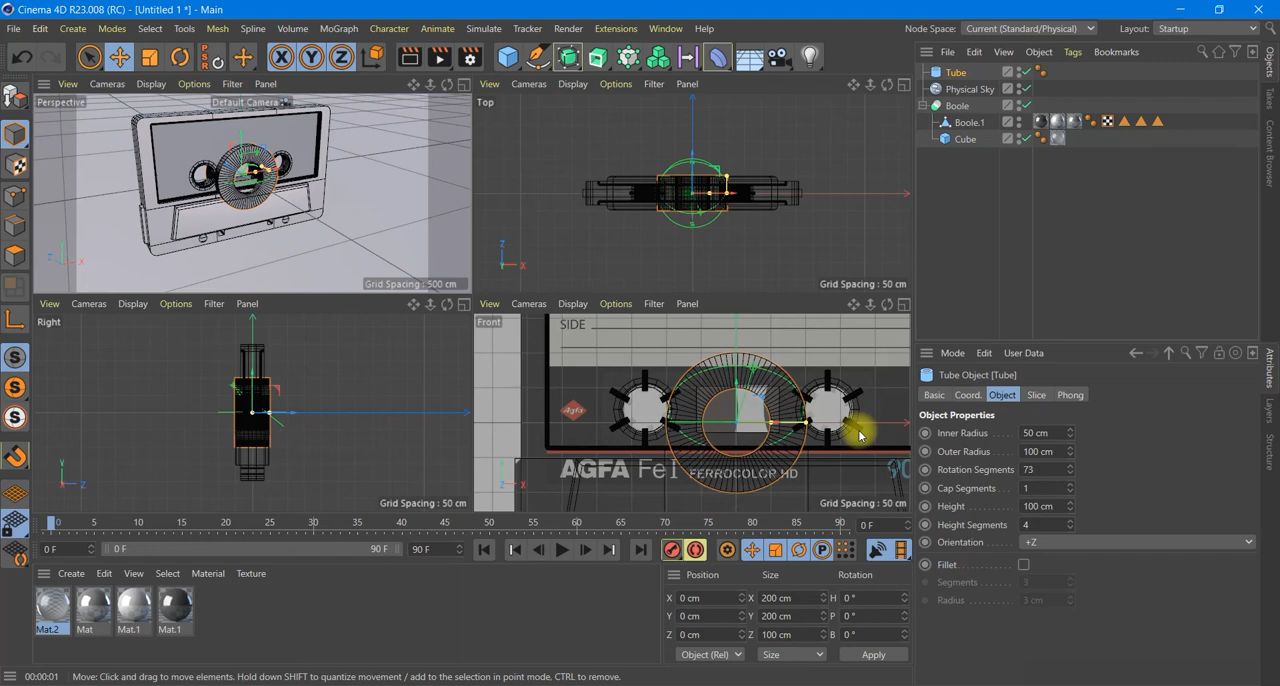 Cinema 4D R23.008 (RC) - [Untitled 1 *] - Main
File Edit Create Modes Select Tools Mesh Spline Volume MoGraph Character Animate Simulate Tracker Render Extensions Window Help
Node Space: Current (Standard/Physical) Layout: Startup
X Y Z
PSR
File Edit View Object Tags Bookmarks
Tube
Physical Sky
Boole
Boole.1
Cube
Objects Takes Content Browser
View Cameras Display Options Filter Panel
Perspective Default Camera
Grid Spacing : 500 cm
View Cameras Display Options Filter Panel
Top
Grid Spacing : 50 cm
View Cameras Display Options Filter Panel
Right
Grid Spacing : 50 cm
View Cameras Display Options Filter Panel
Front
SIDE
Agfa
AGFA FeI FERROCOLOR HD 90
Grid Spacing : 50 cm
Mode Edit User Data
Tube Object [Tube]
Basic Coord. Object Slice Phong
Object Properties
Inner Radius 50 cm
Outer Radius 100 cm
Rotation Segments 73
Cap Segments 1
Height 100 cm
Height Segments 4
Orientation +Z
Fillet
Segments 3
Radius 3 cm
Attributes Layers Structure
0 5 10 15 20 25 30 35 40 45 50 55 60 65 70 75 80 85 90 0 F
0 F 0 F 90 F 90 F
Create Edit View Select Material Texture
Mat.2 Mat Mat.1 Mat.1
Position Size Rotation
X 0 cm X 200 cm H 0 °
Y 0 cm Y 200 cm P 0 °
Z 0 cm Z 100 cm B 0 °
Object (Rel) Size Apply
00:00:01 Move: Click and drag to move elements. Hold down SHIFT to quantize movement / add to the selection in point mode, CTRL to remove.